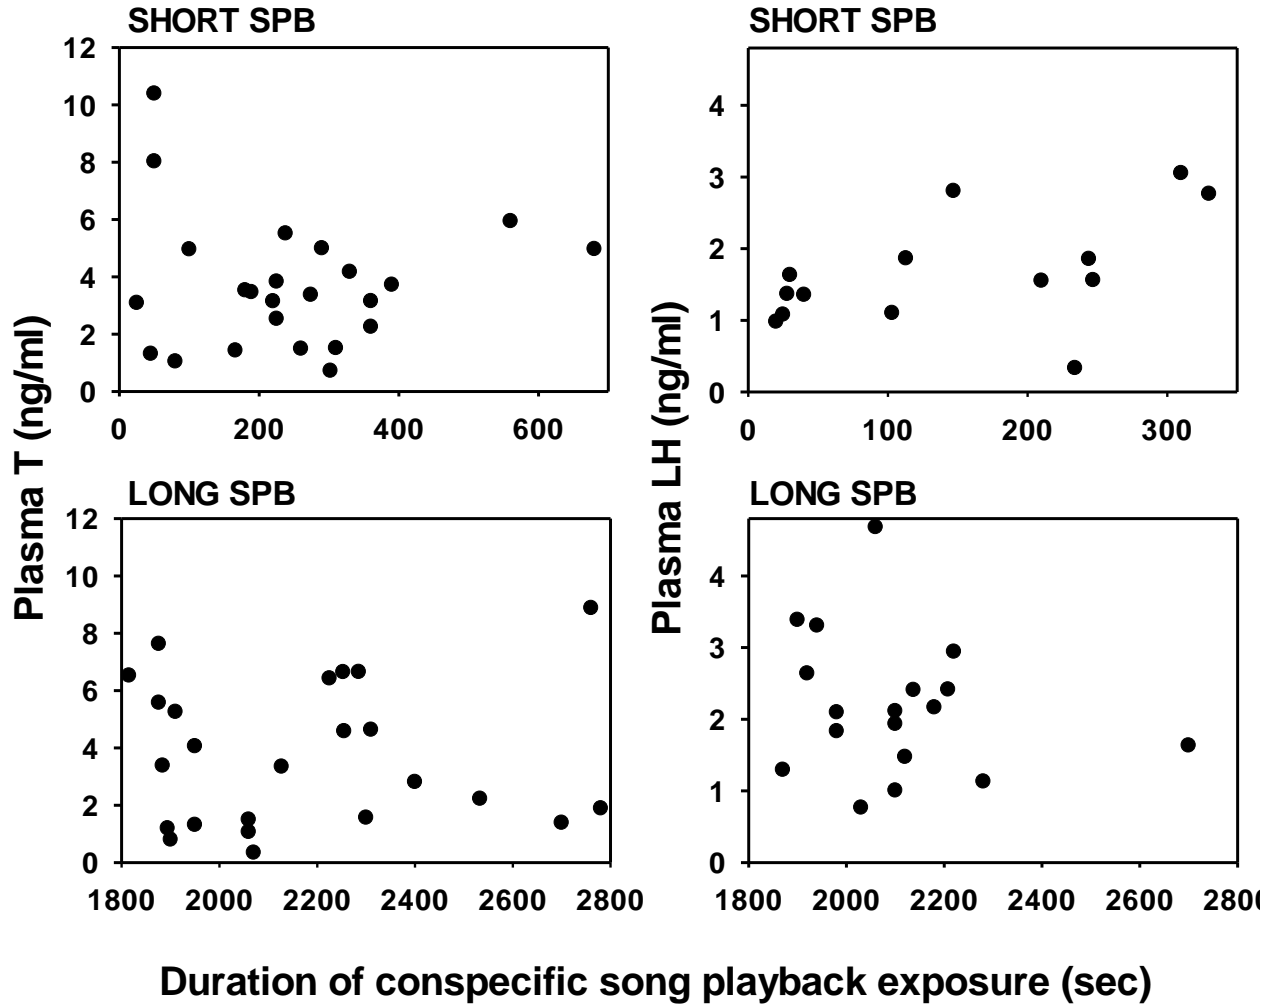 SHORT SPB
12
10
8
6
4
2
0
0 200 400 600
Plasma T (ng/ml)
LONG SPB
12
10
8
6
4
2
0
1800 2000 2200 2400 2600 2800
SHORT SPB
4
3
2
1
0
0 100 200 300
Plasma LH (ng/ml)
LONG SPB
4
3
2
1
0
1800 2000 2200 2400 2600 2800
Duration of conspecific song playback exposure (sec)